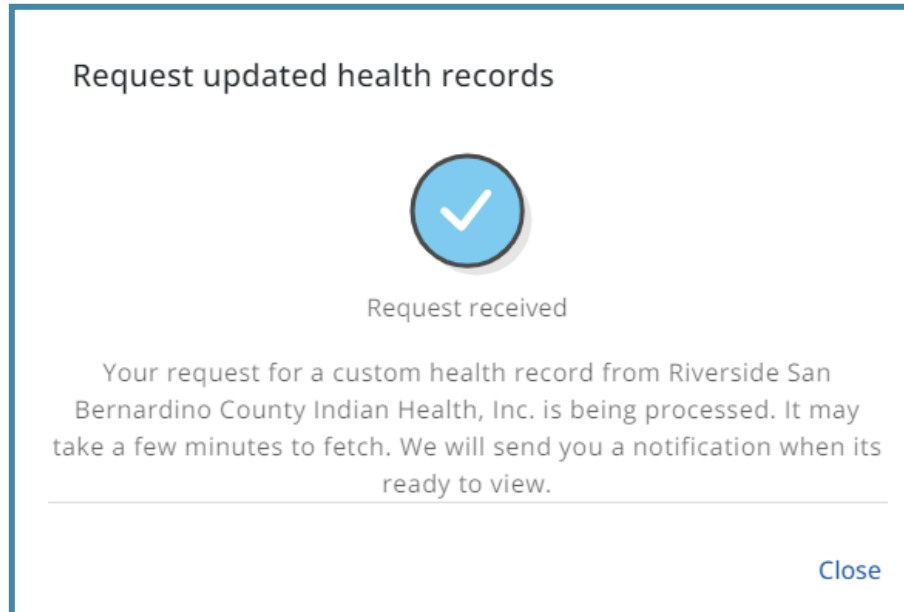 Request updated health records
Request received
Your request for a custom health record from Riverside San
Bernardino County Indian Health, Inc. is being processed. It may
take a few minutes to fetch. We will send you a notification when its
ready to view.
Close